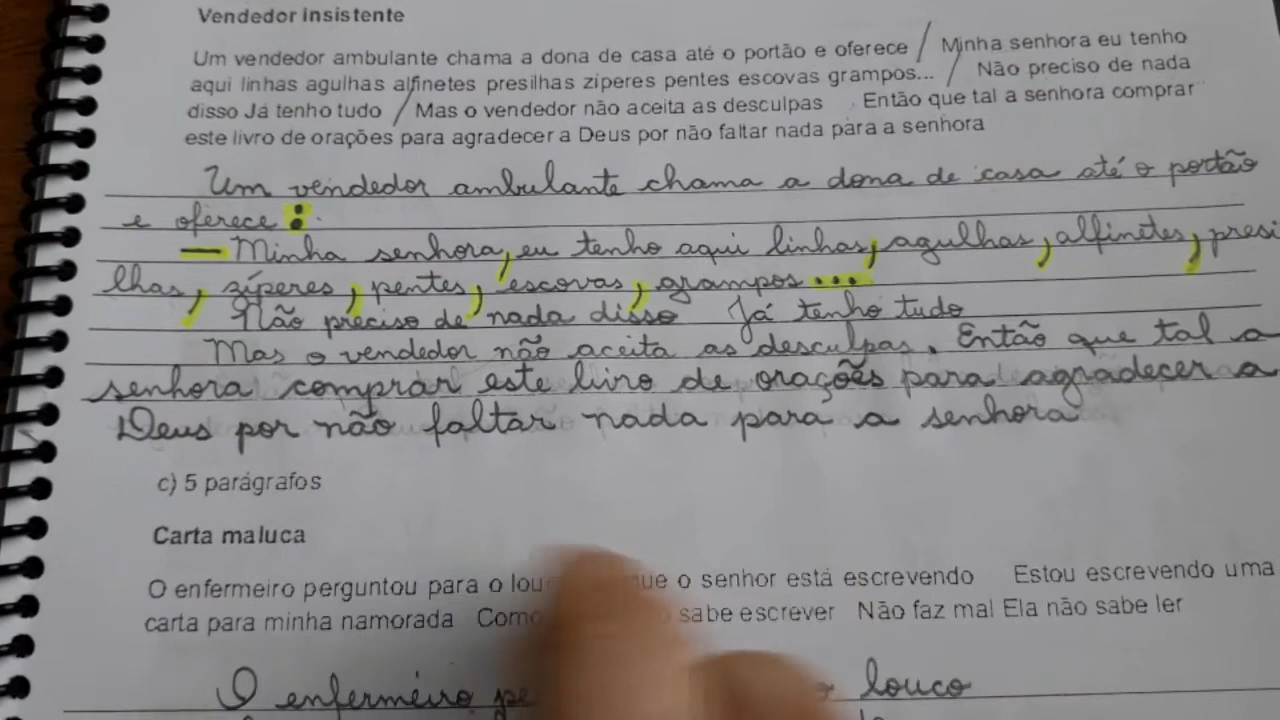 Vendedor insistente
Um vendedor ambulante chama a dona de casa até o portão e oferece / Minha senhora eu tenho
aqui linhas agulhas alfinetes presilhas zíperes pentes escovas grampos... / Não preciso de nada
disso Já tenho tudo / Mas o vendedor não aceita as desculpas Então que tal a senhora comprar
este livro de orações para agradecer a Deus por não faltar nada para a senhora
Um vendedor ambulante chama a dona de casa até o portão
e oferece :
— Minha senhora, eu tenho aqui linhas, agulhas, alfinetes, presi
lhas, zíperes, pentes, escovas, grampos ...
Não preciso de nada disso Já tenho tudo
Mas o vendedor não aceita as desculpas. Então que tal a
senhora comprar este livro de orações para agradecer a
Deus por não faltar nada para a senhora
c) 5 parágrafos
Carta maluca
O enfermeiro perguntou para o que o senhor está escrevendo Estou escrevendo uma
carta para minha namorada sabe escrever Não faz mal Ela não sabe ler
O enfermeiro louco